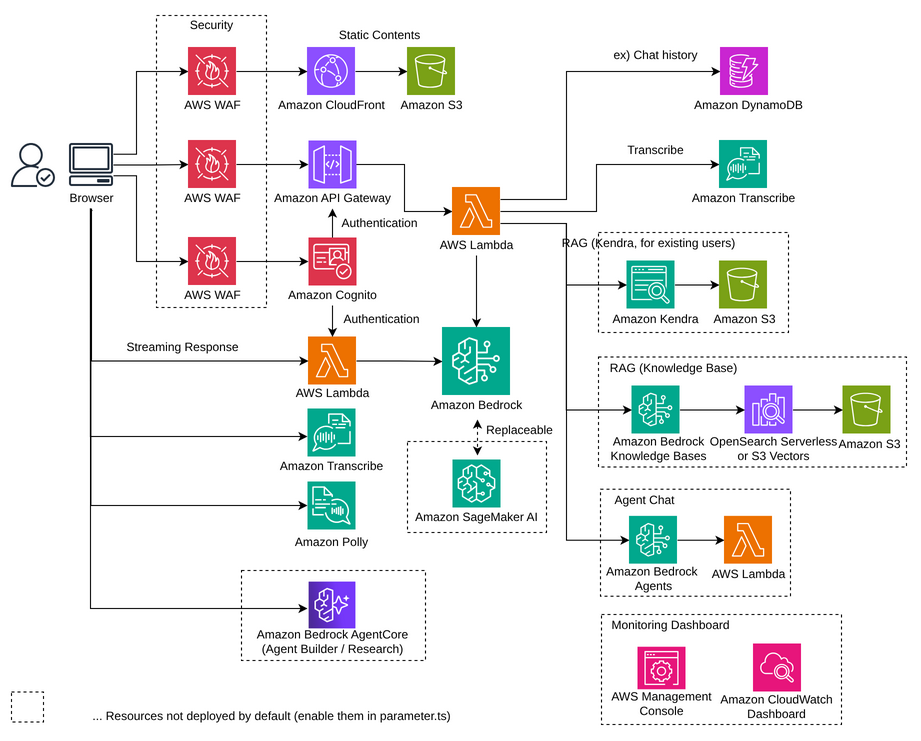 Security
Static Contents
ex) Chat history
AWS WAF
Amazon CloudFront
Amazon S3
Amazon DynamoDB
Transcribe
Browser
AWS WAF
Amazon API Gateway
Amazon Transcribe
Authentication
AWS Lambda
RAG (Kendra, for existing users)
AWS WAF
Amazon Cognito
Amazon Kendra
Amazon S3
Authentication
Streaming Response
AWS Lambda
Amazon Bedrock
RAG (Knowledge Base)
Amazon Bedrock
Knowledge Bases
OpenSearch Serverless
or S3 Vectors
Amazon S3
Replaceable
Amazon Transcribe
Amazon SageMaker AI
Amazon Polly
Agent Chat
Amazon Bedrock
Agents
AWS Lambda
Amazon Bedrock AgentCore
(Agent Builder / Research)
Monitoring Dashboard
AWS Management
Console
Amazon CloudWatch
Dashboard
... Resources not deployed by default (enable them in parameter.ts)